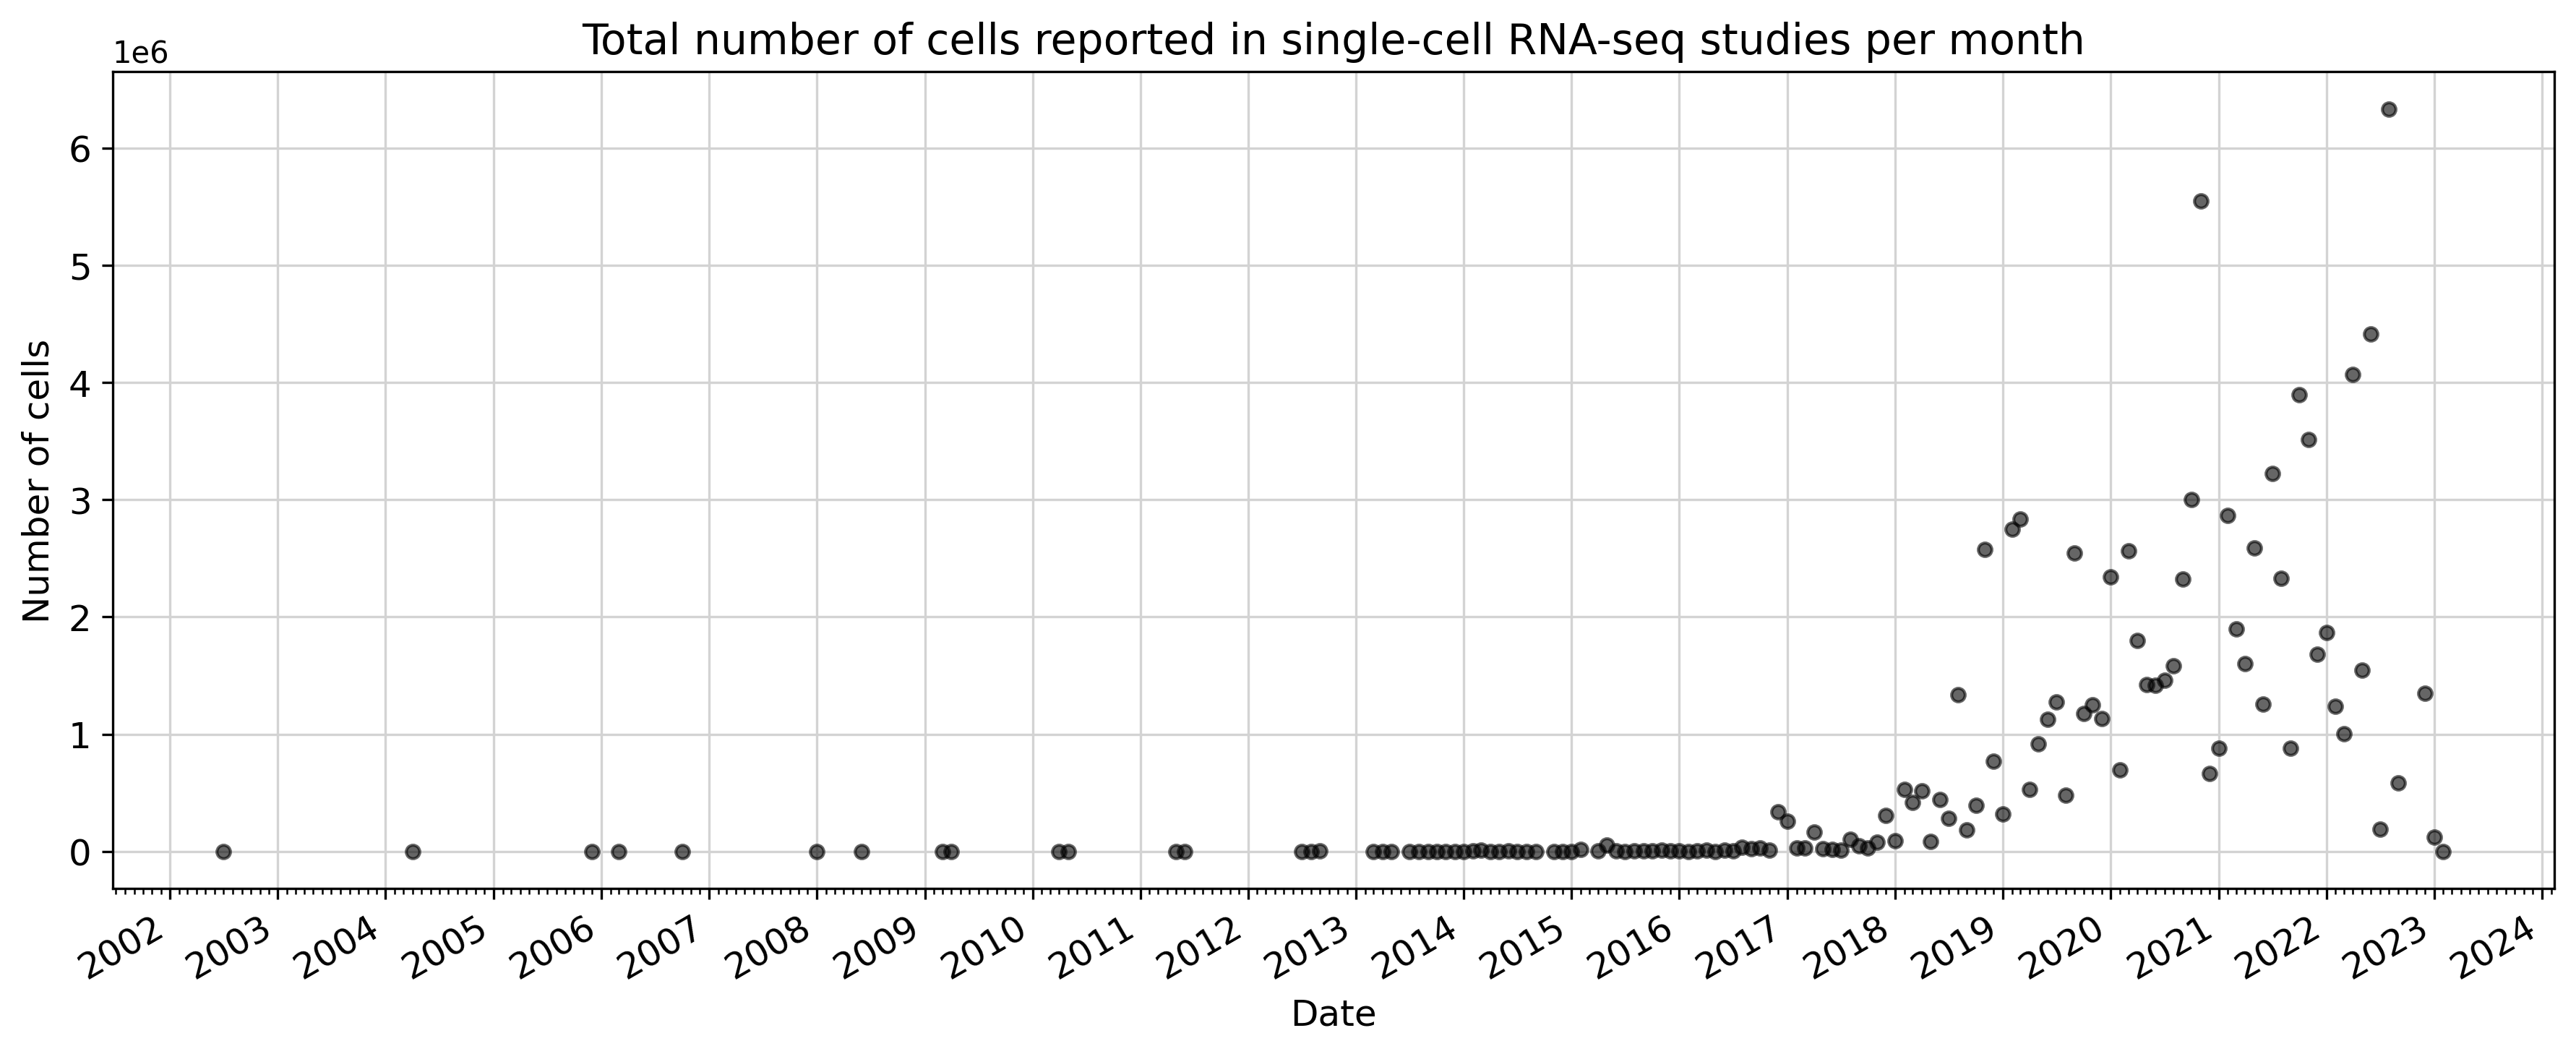 Total number of cells reported in single-cell RNA-seq studies per month
1e6
6
5
4
3
2
1
0
Number of cells
2002 2003 2004 2005 2006 2007 2008 2009 2010 2011 2012 2013 2014 2015 2016 2017 2018 2019 2020 2021 2022 2023 2024
Date